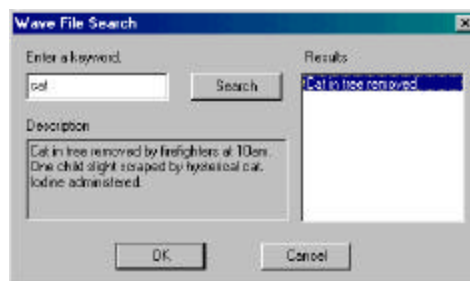 Wave File Search
Enter a keyword.
Results
cat
Search
Cat in tree removed.
Description
Cat in tree removed by firefighters at 10am.
One child slight scraped by hysterical cat.
Iodine administered.
OK
Cancel